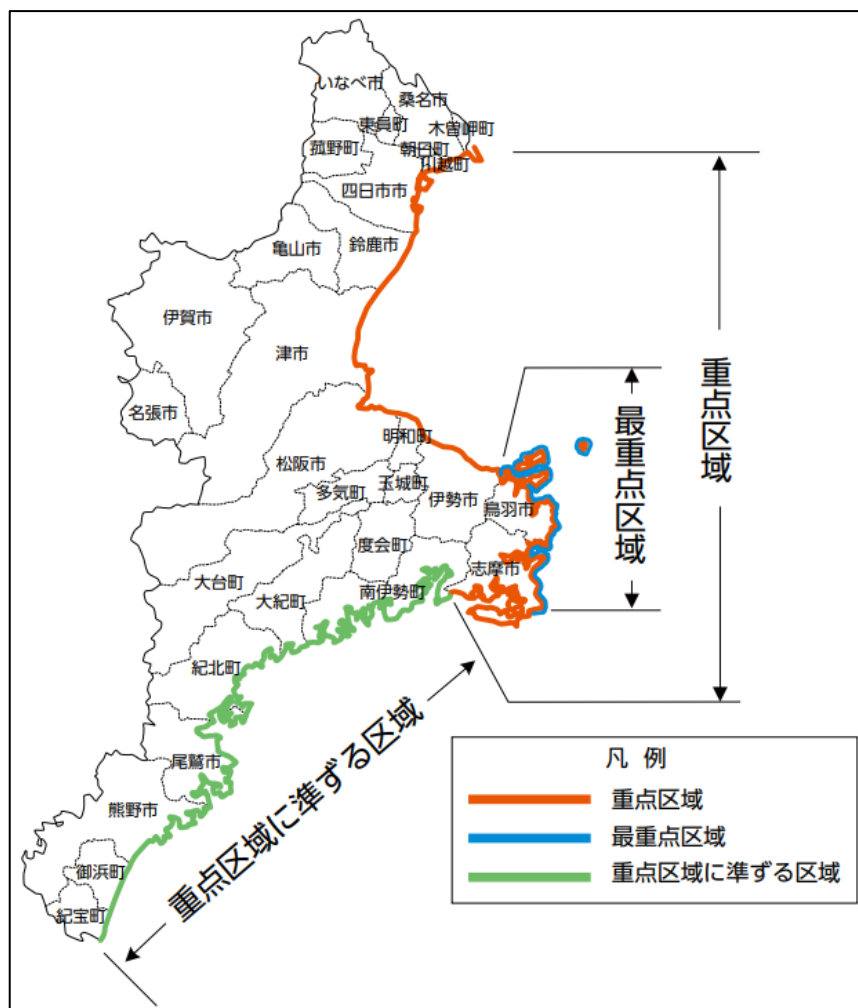 いなべ市
桑名市
東員町
木曽岬町
菰野町
朝日町
川越町
四日市市
亀山市
鈴鹿市
伊賀市
津市
名張市
明和町
松阪市
多気町
玉城町
伊勢市
鳥羽市
度会町
志摩市
大台町
大紀町
南伊勢町
紀北町
尾鷲市
熊野市
御浜町
紀宝町
最重点区域
重点区域
重点区域に準ずる区域
凡 例
重点区域
最重点区域
重点区域に準ずる区域